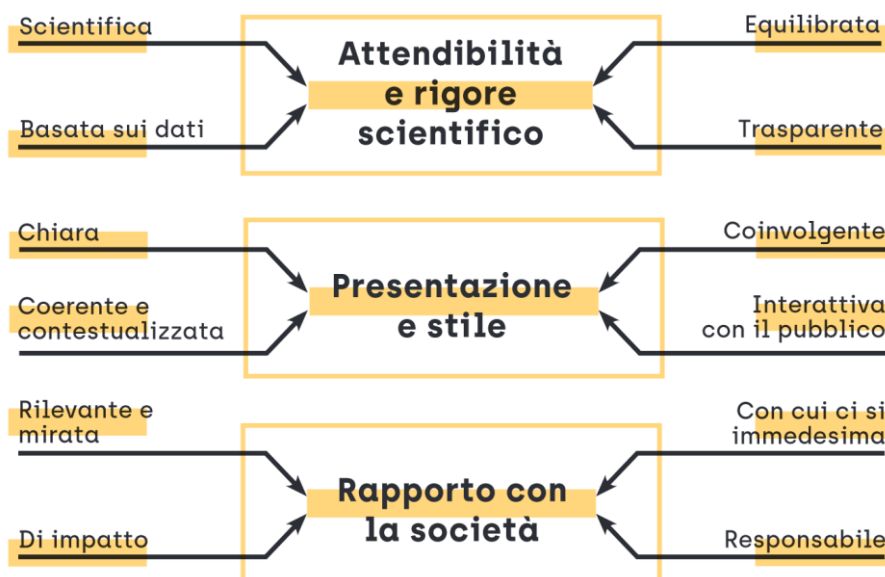 Scientifica
Basata sui dati
Attendibilità
e rigore
scientifico
Equilibrata
Trasparente
Chiara
Coerente e
contestualizzata
Presentazione
e stile
Coinvolgente
Interattiva
con il pubblico
Rilevante e
mirata
Di impatto
Rapporto con
la società
Con cui ci si
immedesima
Responsabile